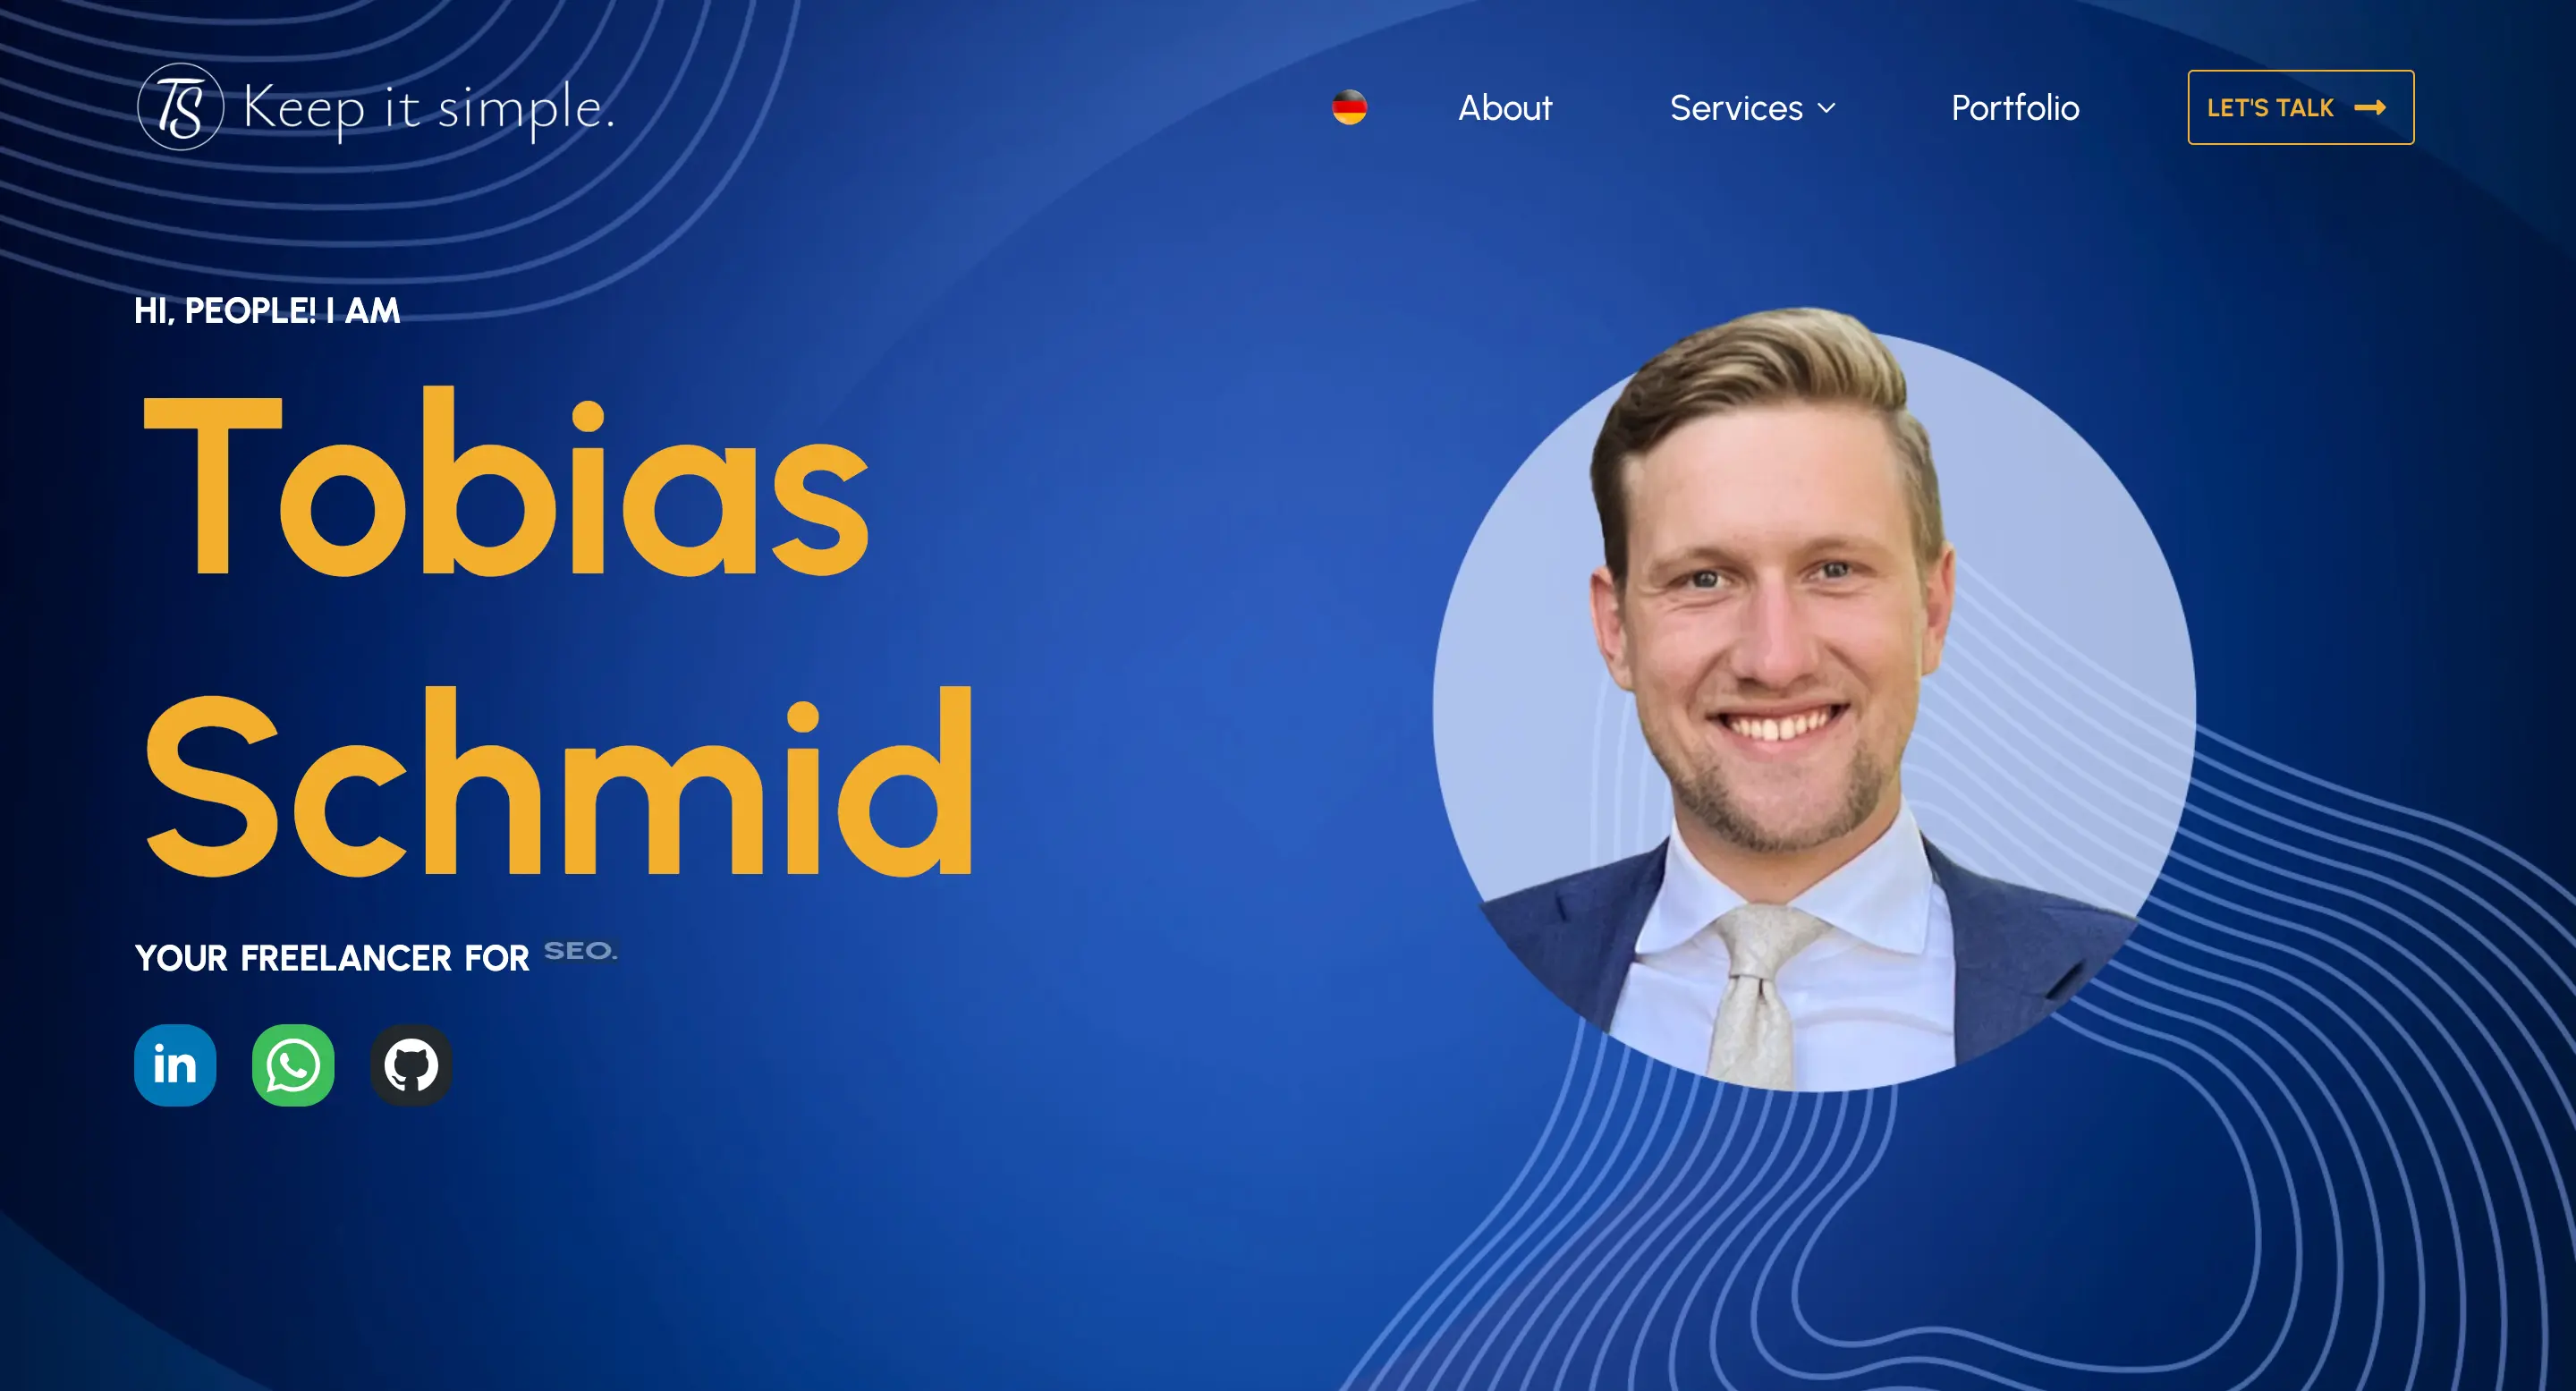 TS Keep it simple.
About Services Portfolio LET'S TALK
HI, PEOPLE! I AM
Tobias
Schmid
YOUR FREELANCER FOR SEO.
in